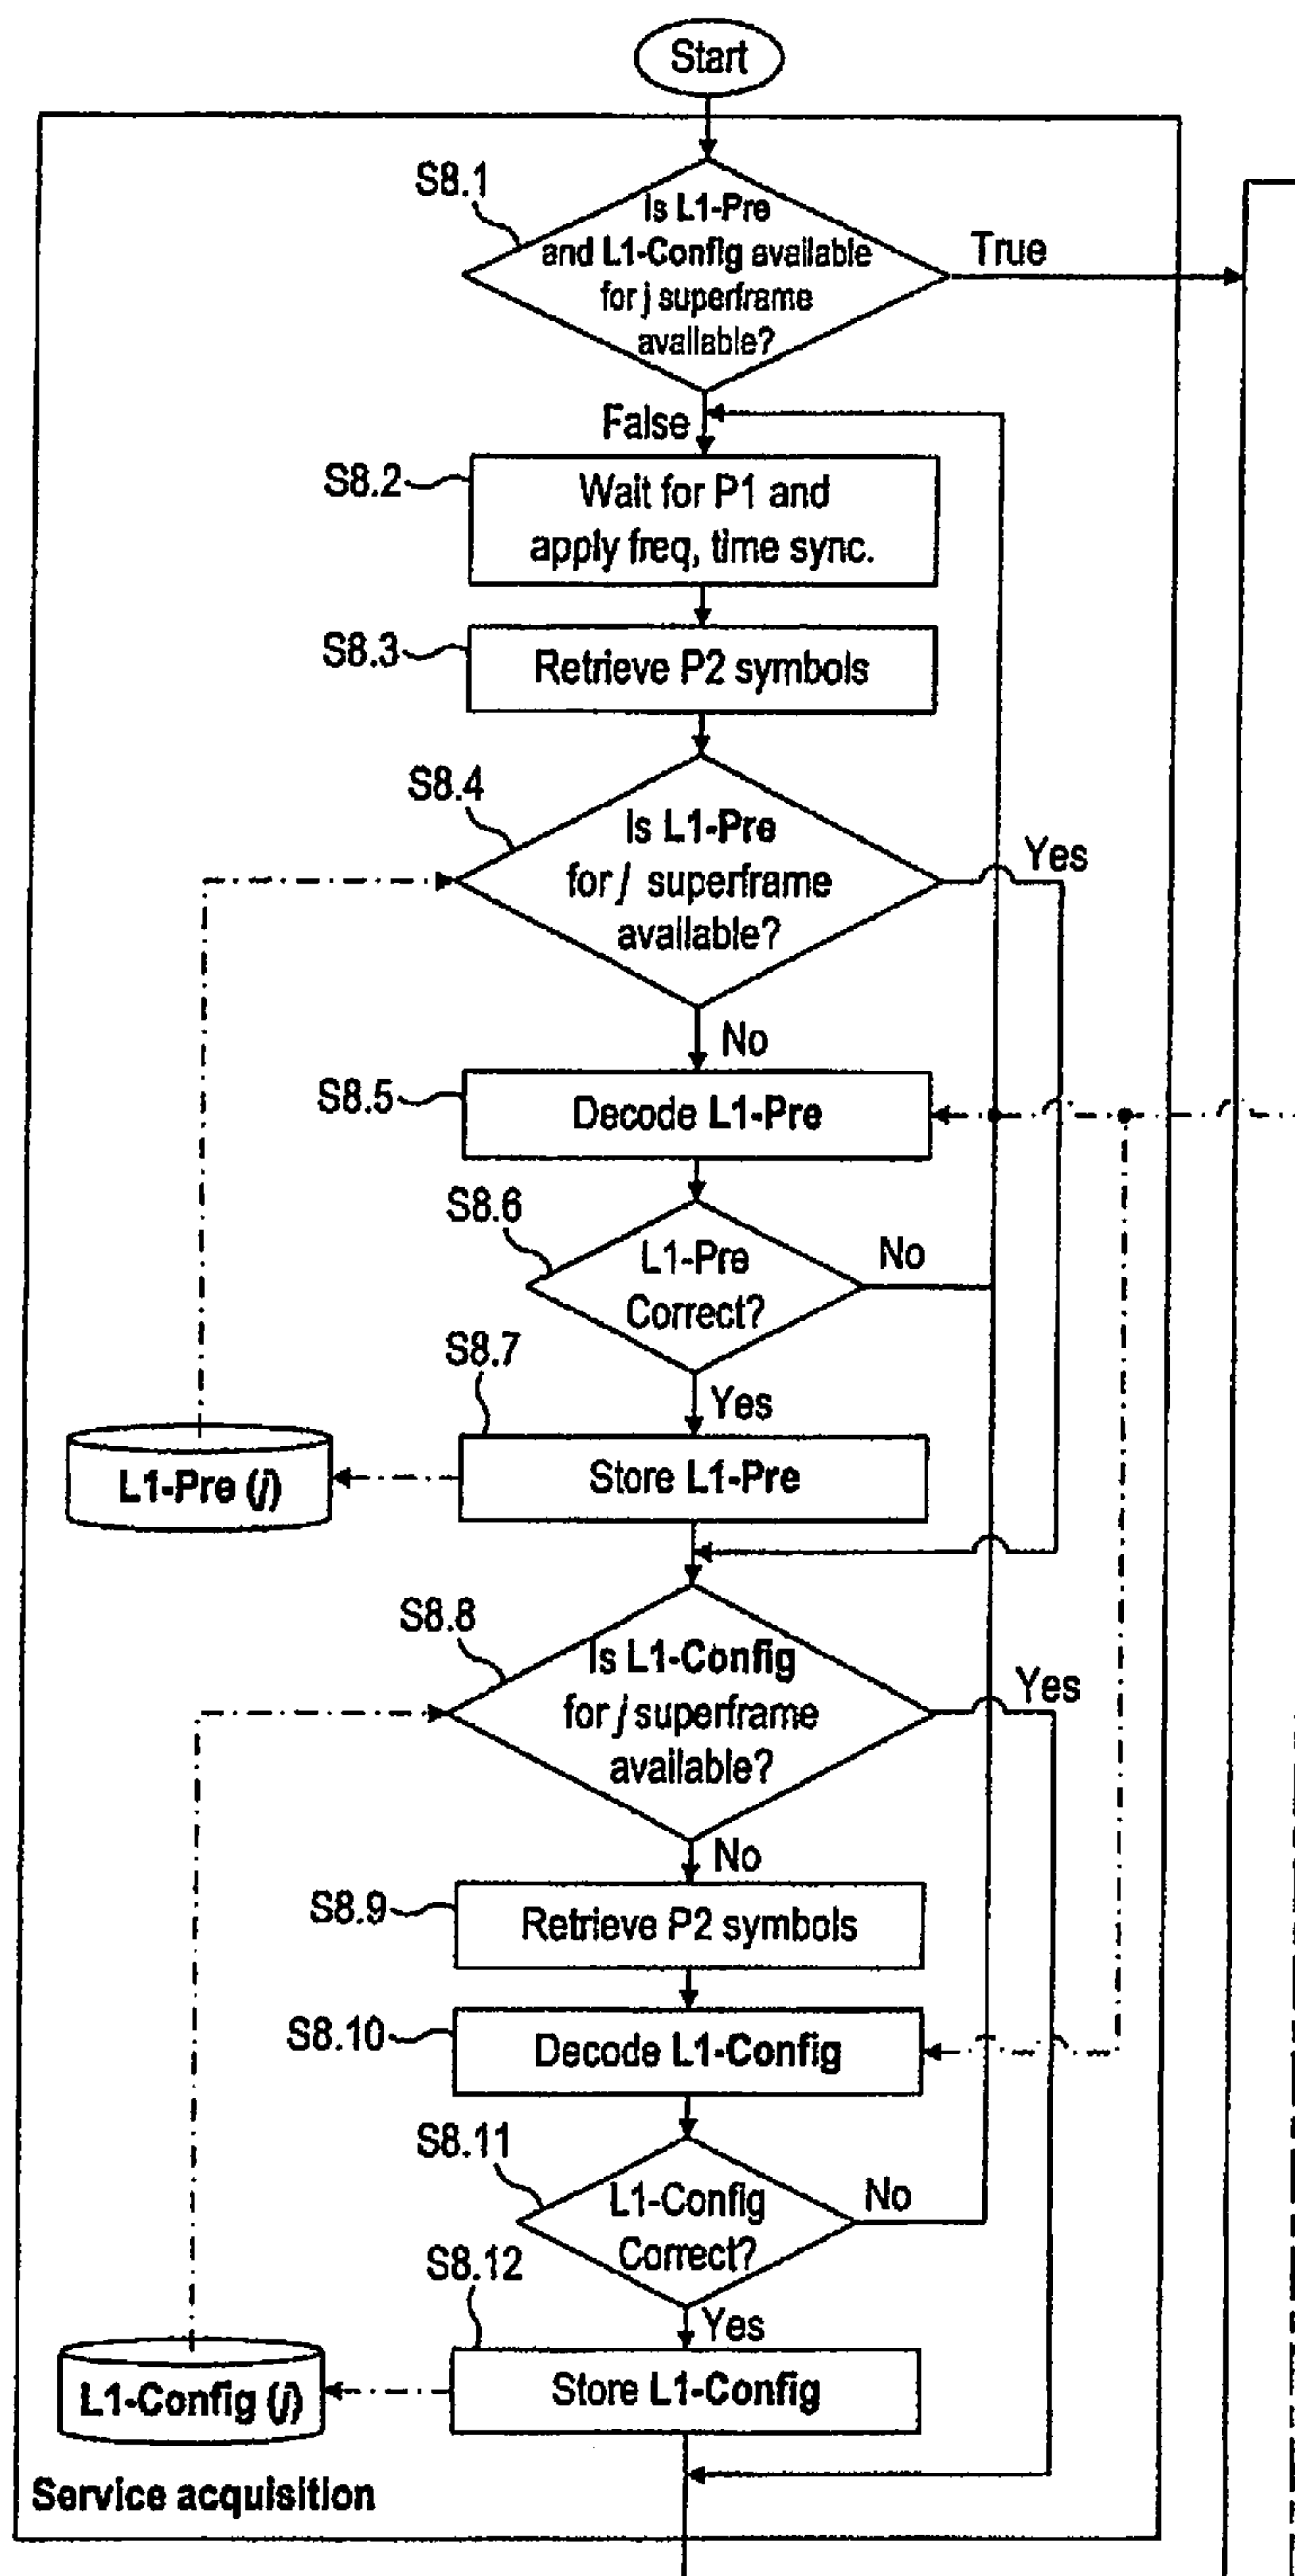 Start
S8.1
Is L1-Pre
and L1-Config available
for j superframe
available?
True
False
S8.2
Wait for P1 and
apply freq, time sync.
S8.3
Retrieve P2 symbols
S8.4
Is L1-Pre
for j superframe
available?
Yes
No
S8.5
Decode L1-Pre
S8.6
L1-Pre
Correct?
No
S8.7
Yes
L1-Pre (j)
Store L1-Pre
S8.8
Is L1-Config
for j superframe
available?
Yes
No
S8.9
Retrieve P2 symbols
S8.10
Decode L1-Config
S8.11
L1-Config
Correct?
No
S8.12
Yes
L1-Config (j)
Store L1-Config
Service acquisition